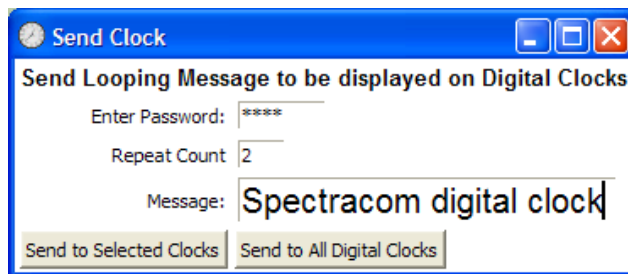 Send Clock
Send Looping Message to be displayed on Digital Clocks
Enter Password: ****
Repeat Count 2
Message: Spectracom digital clock
Send to Selected Clocks Send to All Digital Clocks